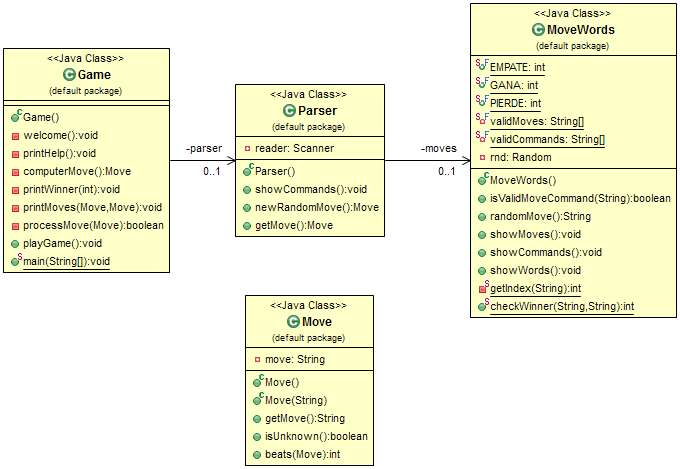 <<Java Class>>
Game
(default package)
Game()
welcome():void
printHelp():void
computerMove():Move
printWinner(int):void
printMoves(Move,Move):void
processMove(Move):boolean
playGame():void
main(String[]):void
-parser
0..1
<<Java Class>>
Parser
(default package)
reader: Scanner
Parser()
showCommands():void
newRandomMove():Move
getMove():Move
-moves
0..1
<<Java Class>>
MoveWords
(default package)
EMPATE: int
GANA: int
PIERDE: int
validMoves: String[]
validCommands: String[]
rnd: Random
MoveWords()
isValidMoveCommand(String):boolean
randomMove():String
showMoves():void
showCommands():void
showWords():void
getIndex(String):int
checkWinner(String,String):int
<<Java Class>>
Move
(default package)
move: String
Move()
Move(String)
getMove():String
isUnknown():boolean
beats(Move):int